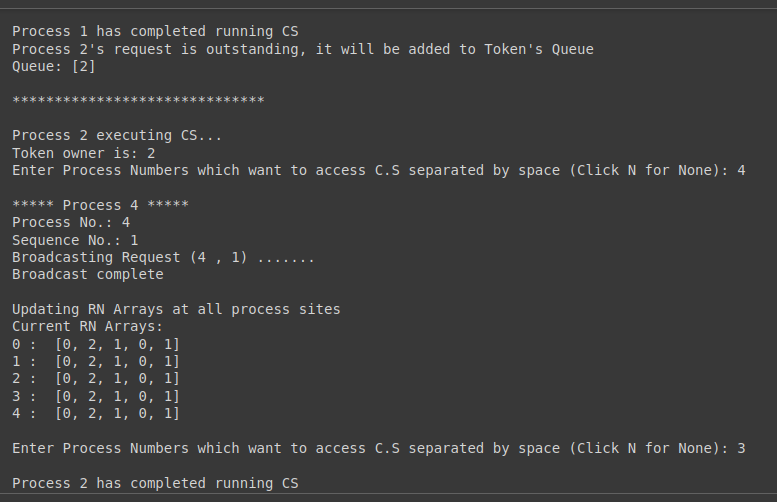 Process 1 has completed running CS
Process 2's request is outstanding, it will be added to Token's Queue
Queue: [2]
******************************
Process 2 executing CS...
Token owner is: 2
Enter Process Numbers which want to access C.S separated by space (Click N for None): 4
***** Process 4 *****
Process No.: 4
Sequence No.: 1
Broadcasting Request (4 , 1) .......
Broadcast complete
Updating RN Arrays at all process sites
Current RN Arrays:
0 :  [0, 2, 1, 0, 1]
1 :  [0, 2, 1, 0, 1]
2 :  [0, 2, 1, 0, 1]
3 :  [0, 2, 1, 0, 1]
4 :  [0, 2, 1, 0, 1]
Enter Process Numbers which want to access C.S separated by space (Click N for None): 3
Process 2 has completed running CS